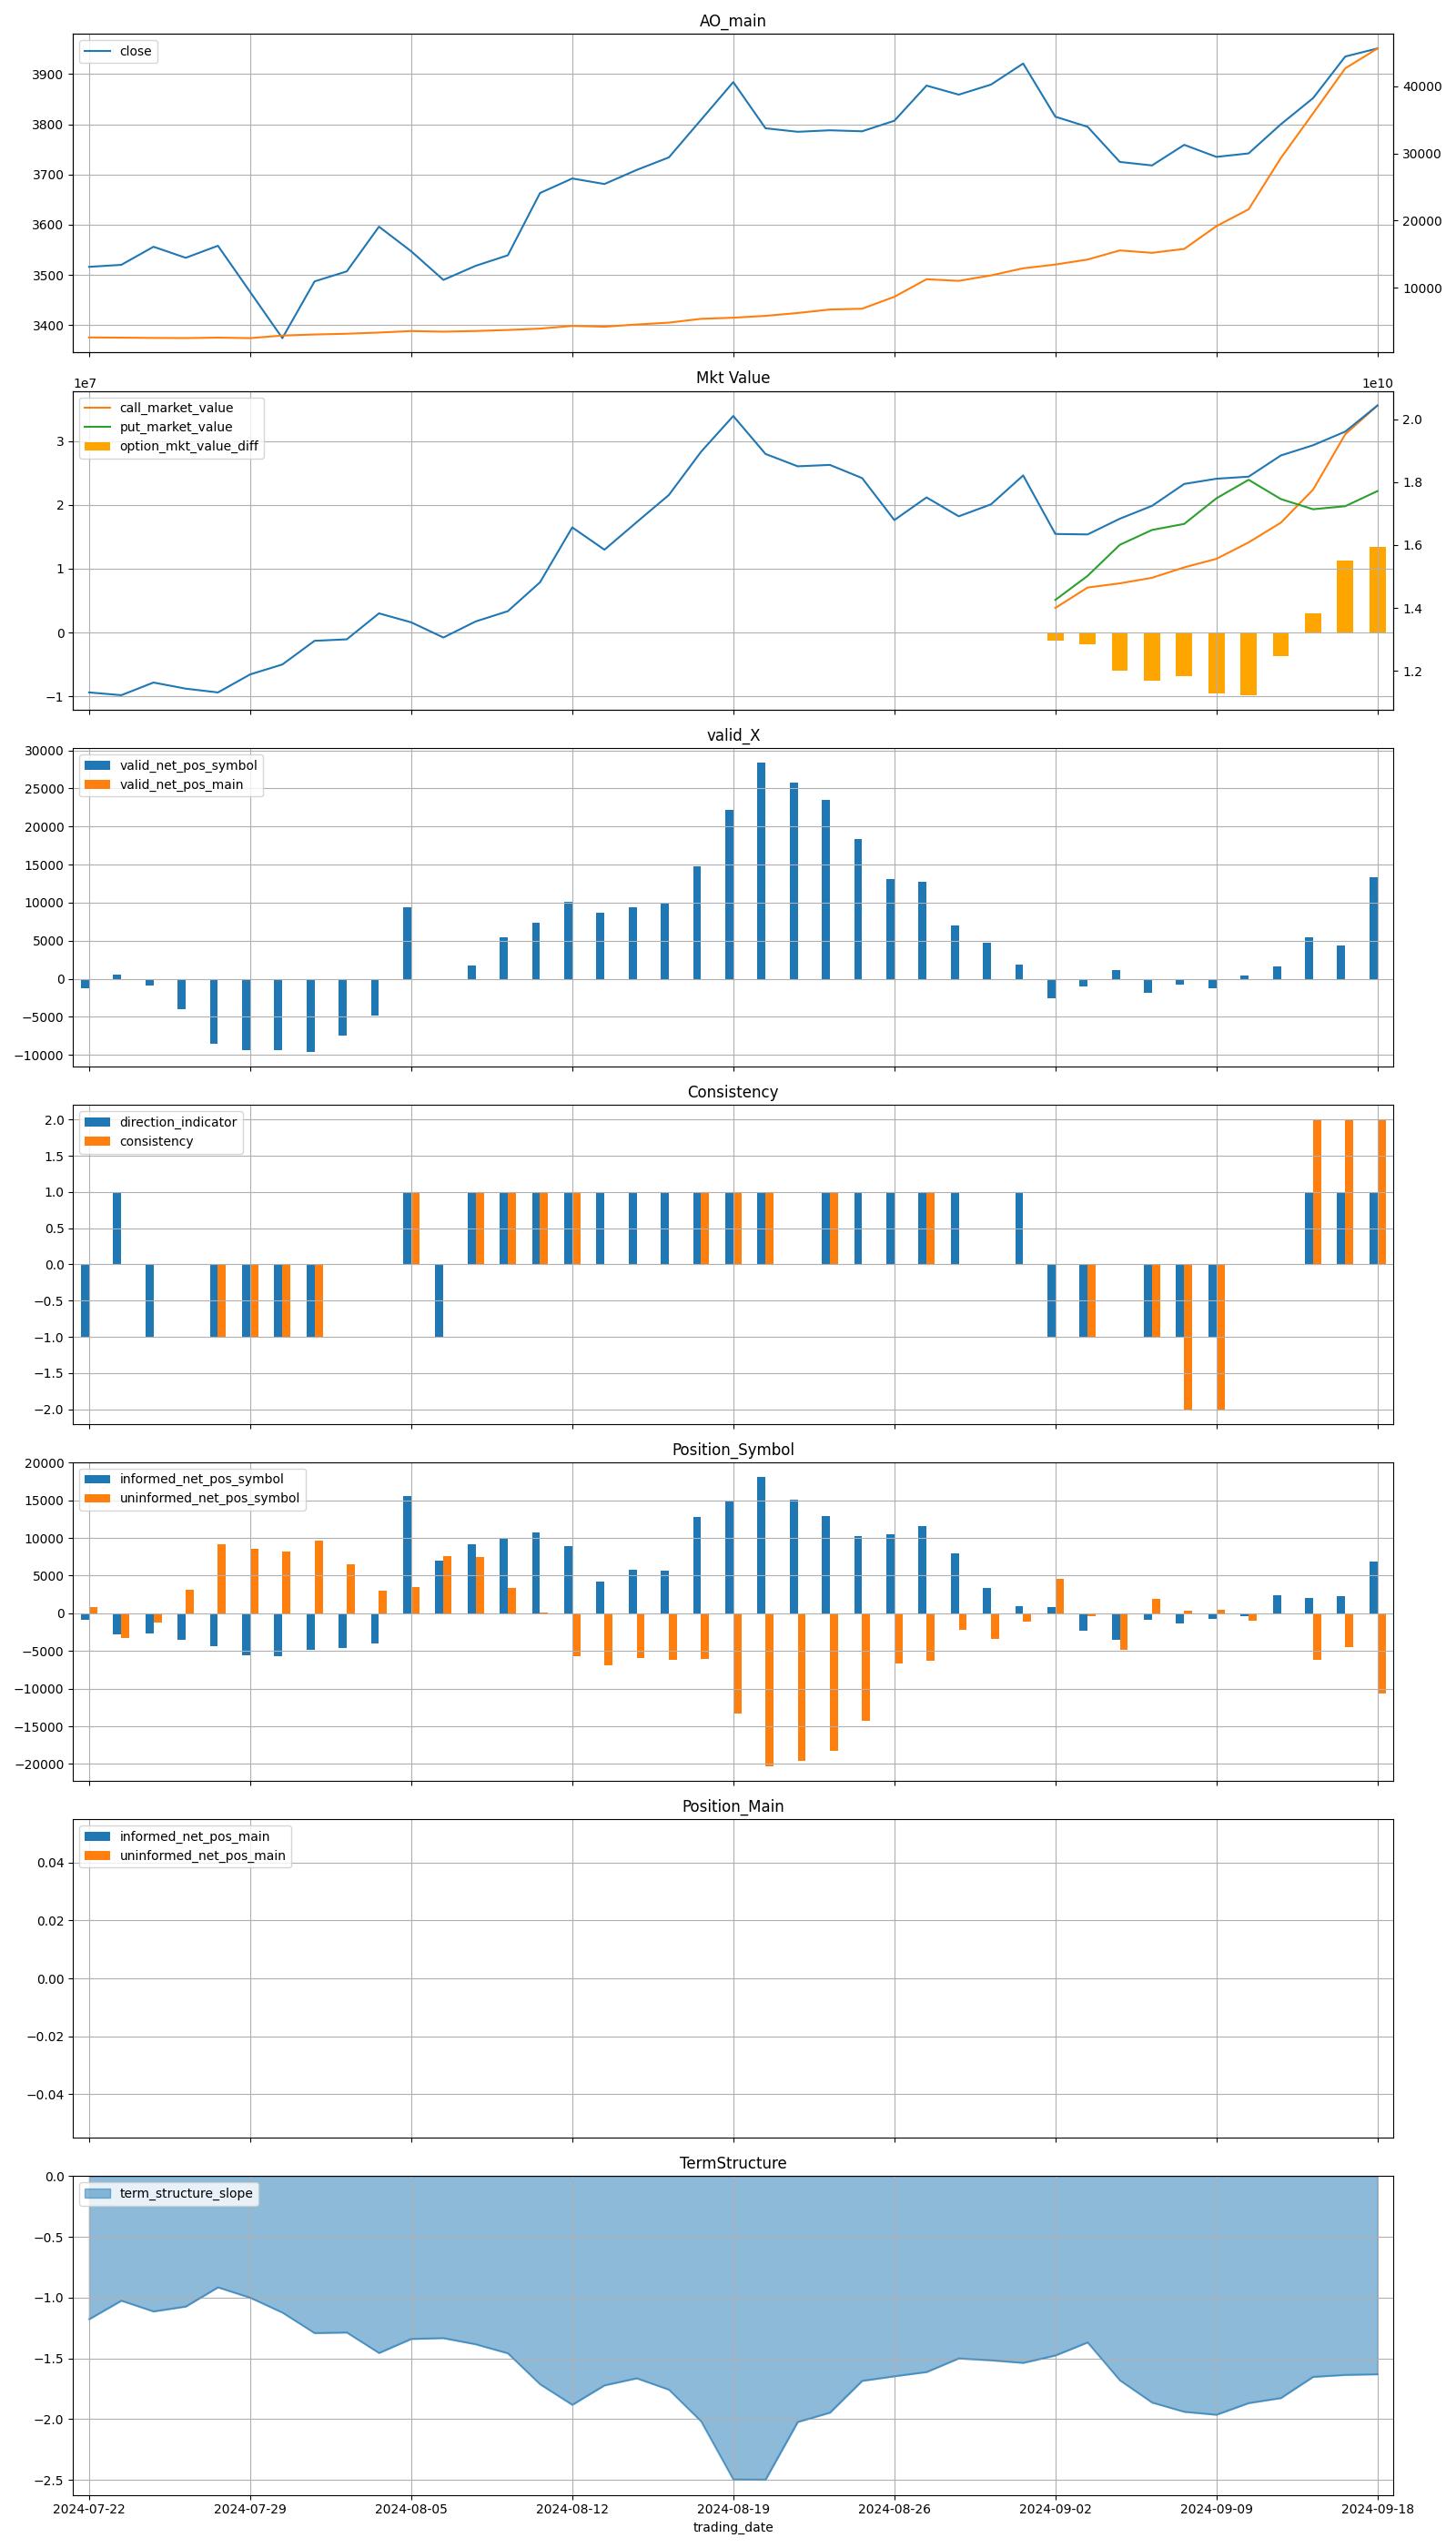 AO_main
close
3900
3800
3700
3600
3500
3400
40000
30000
20000
10000
Mkt Value
1e7
1e10
call_market_value
put_market_value
option_mkt_value_diff
3
2
1
0
−1
2.0
1.8
1.6
1.4
1.2
valid_X
valid_net_pos_symbol
valid_net_pos_main
30000
25000
20000
15000
10000
5000
0
−5000
−10000
Consistency
direction_indicator
consistency
2.0
1.5
1.0
0.5
0.0
−0.5
−1.0
−1.5
−2.0
Position_Symbol
informed_net_pos_symbol
uninformed_net_pos_symbol
20000
15000
10000
5000
0
−5000
−10000
−15000
−20000
Position_Main
informed_net_pos_main
uninformed_net_pos_main
0.04
0.02
0.00
−0.02
−0.04
TermStructure
term_structure_slope
0.0
−0.5
−1.0
−1.5
−2.0
−2.5
2024-07-22 2024-07-29 2024-08-05 2024-08-12 2024-08-19 2024-08-26 2024-09-02 2024-09-09 2024-09-18
trading_date